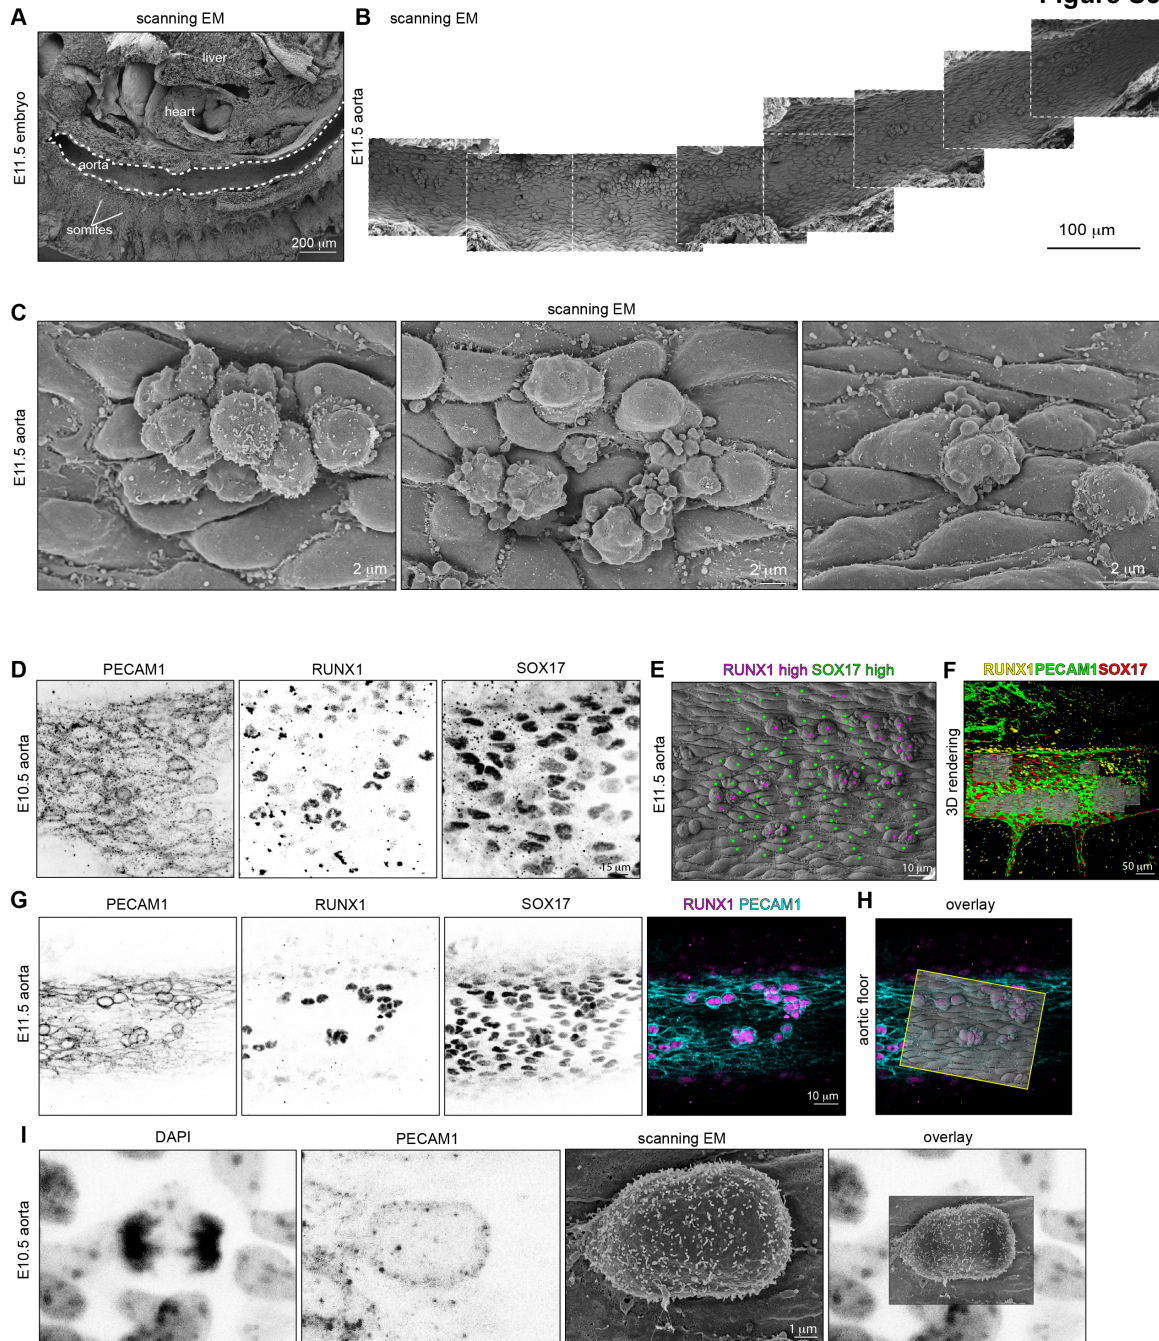 Figure S
A
scanning EM
B
scanning EM
E11.5 embryo
liver
heart
aorta
somites
200 μm
E11.5 aorta
100 μm
C
scanning EM
E11.5 aorta
2 μm
2 μm
2 μm
D
PECAM1
RUNX1
SOX17
E10.5 aorta
15 μm
E
RUNX1 high SOX17 high
E11.5 aorta
10 μm
F
RUNX1PECAM1SOX17
3D rendering
50 μm
G
PECAM1
RUNX1
SOX17
RUNX1 PECAM1
E11.5 aorta
10 μm
H
overlay
aortic floor
I
DAPI
PECAM1
scanning EM
overlay
E10.5 aorta
1 μm